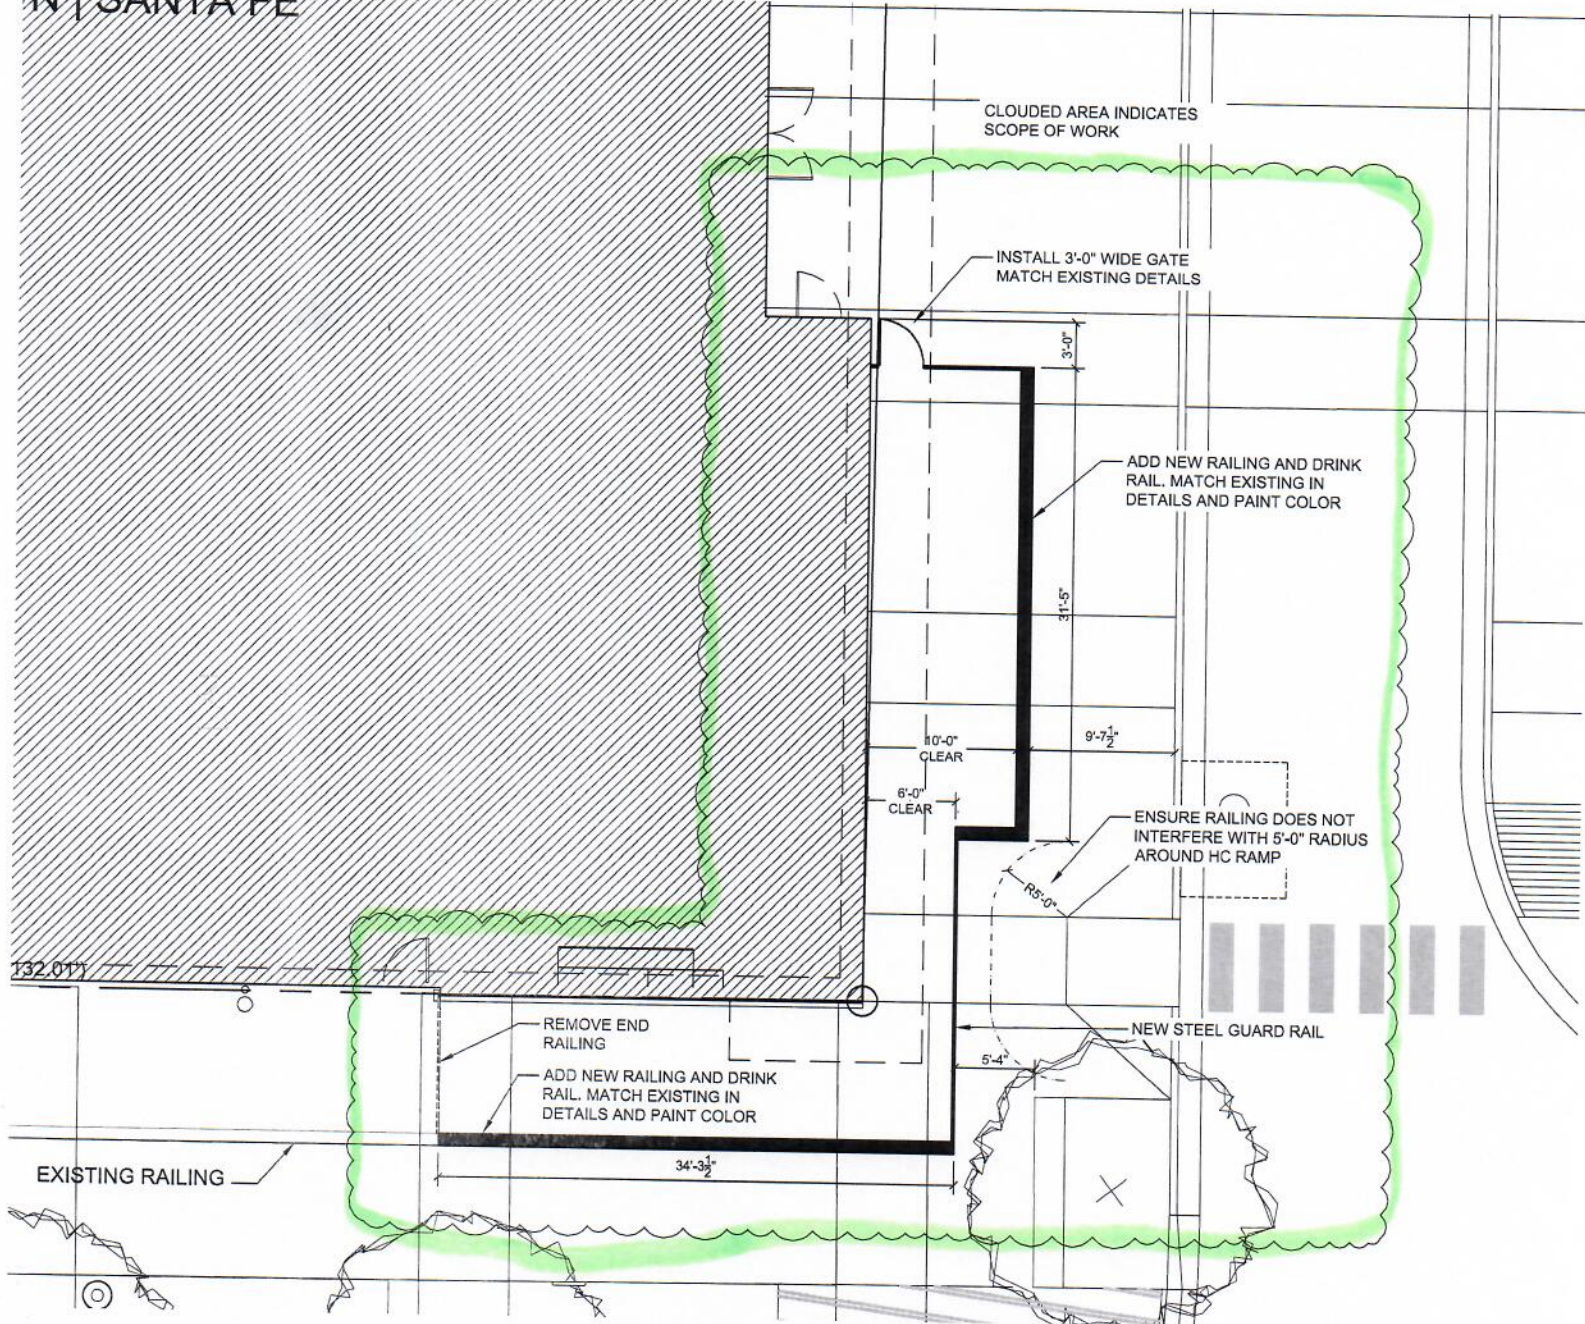 N | SANTA FE
CLOUDED AREA INDICATES
SCOPE OF WORK
INSTALL 3'-0" WIDE GATE
MATCH EXISTING DETAILS
3'-0"
ADD NEW RAILING AND DRINK
RAIL. MATCH EXISTING IN
DETAILS AND PAINT COLOR
31'-5"
10'-0"
CLEAR
9'-7½"
6'-0"
CLEAR
ENSURE RAILING DOES NOT
INTERFERE WITH 5'-0" RADIUS
AROUND HC RAMP
R5'-0"
132.01')
REMOVE END
RAILING
NEW STEEL GUARD RAIL
5'-4"
ADD NEW RAILING AND DRINK
RAIL. MATCH EXISTING IN
DETAILS AND PAINT COLOR
34'-3½"
EXISTING RAILING